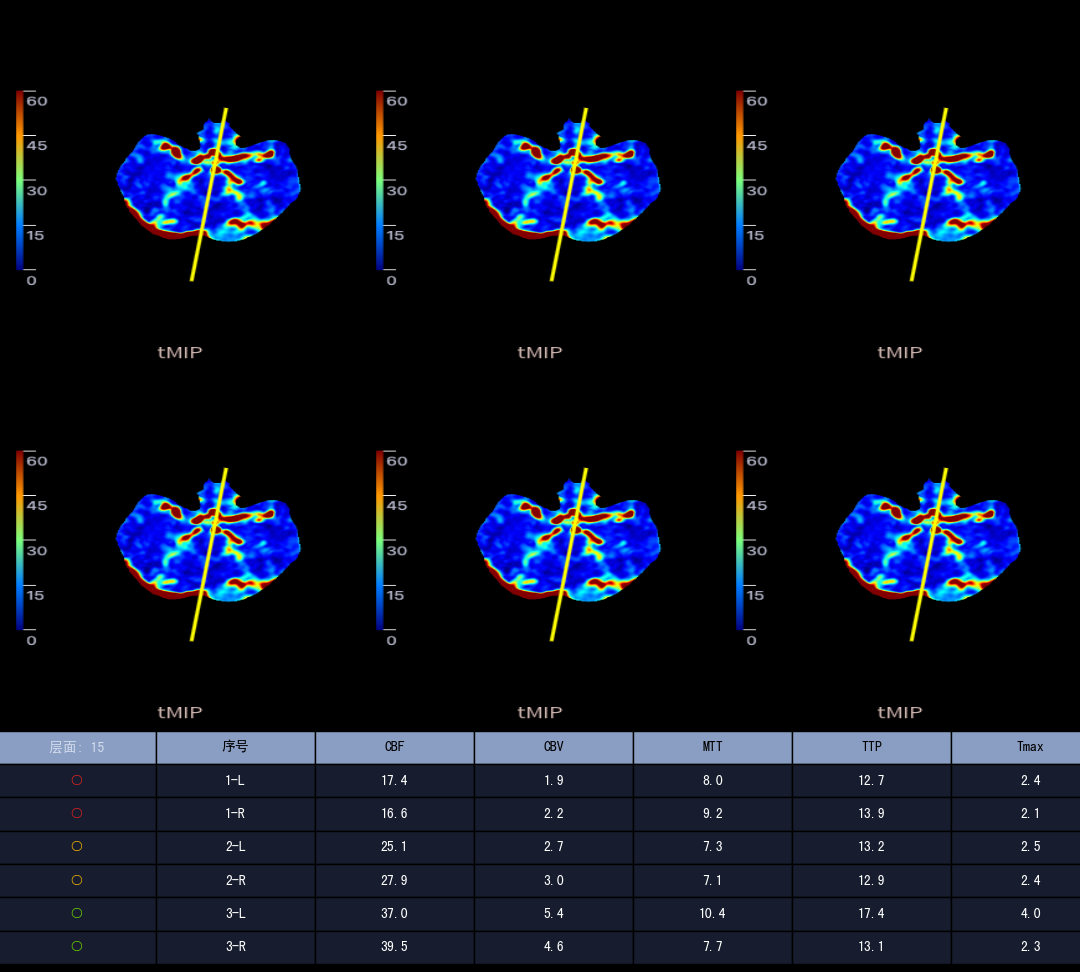 60 60 60
45 45 45
30 30 30
15 15 15
0 0 0
tMIP tMIP tMIP
60 60 60
45 45 45
30 30 30
15 15 15
0 0 0
tMIP tMIP tMIP
层面: 15 序号 CBF CBV MTT TTP Tmax
1-L 17.4 1.9 8.0 12.7 2.4
1-R 16.6 2.2 9.2 13.9 2.1
2-L 25.1 2.7 7.3 13.2 2.5
2-R 27.9 3.0 7.1 12.9 2.4
3-L 37.0 5.4 10.4 17.4 4.0
3-R 39.5 4.6 7.7 13.1 2.3